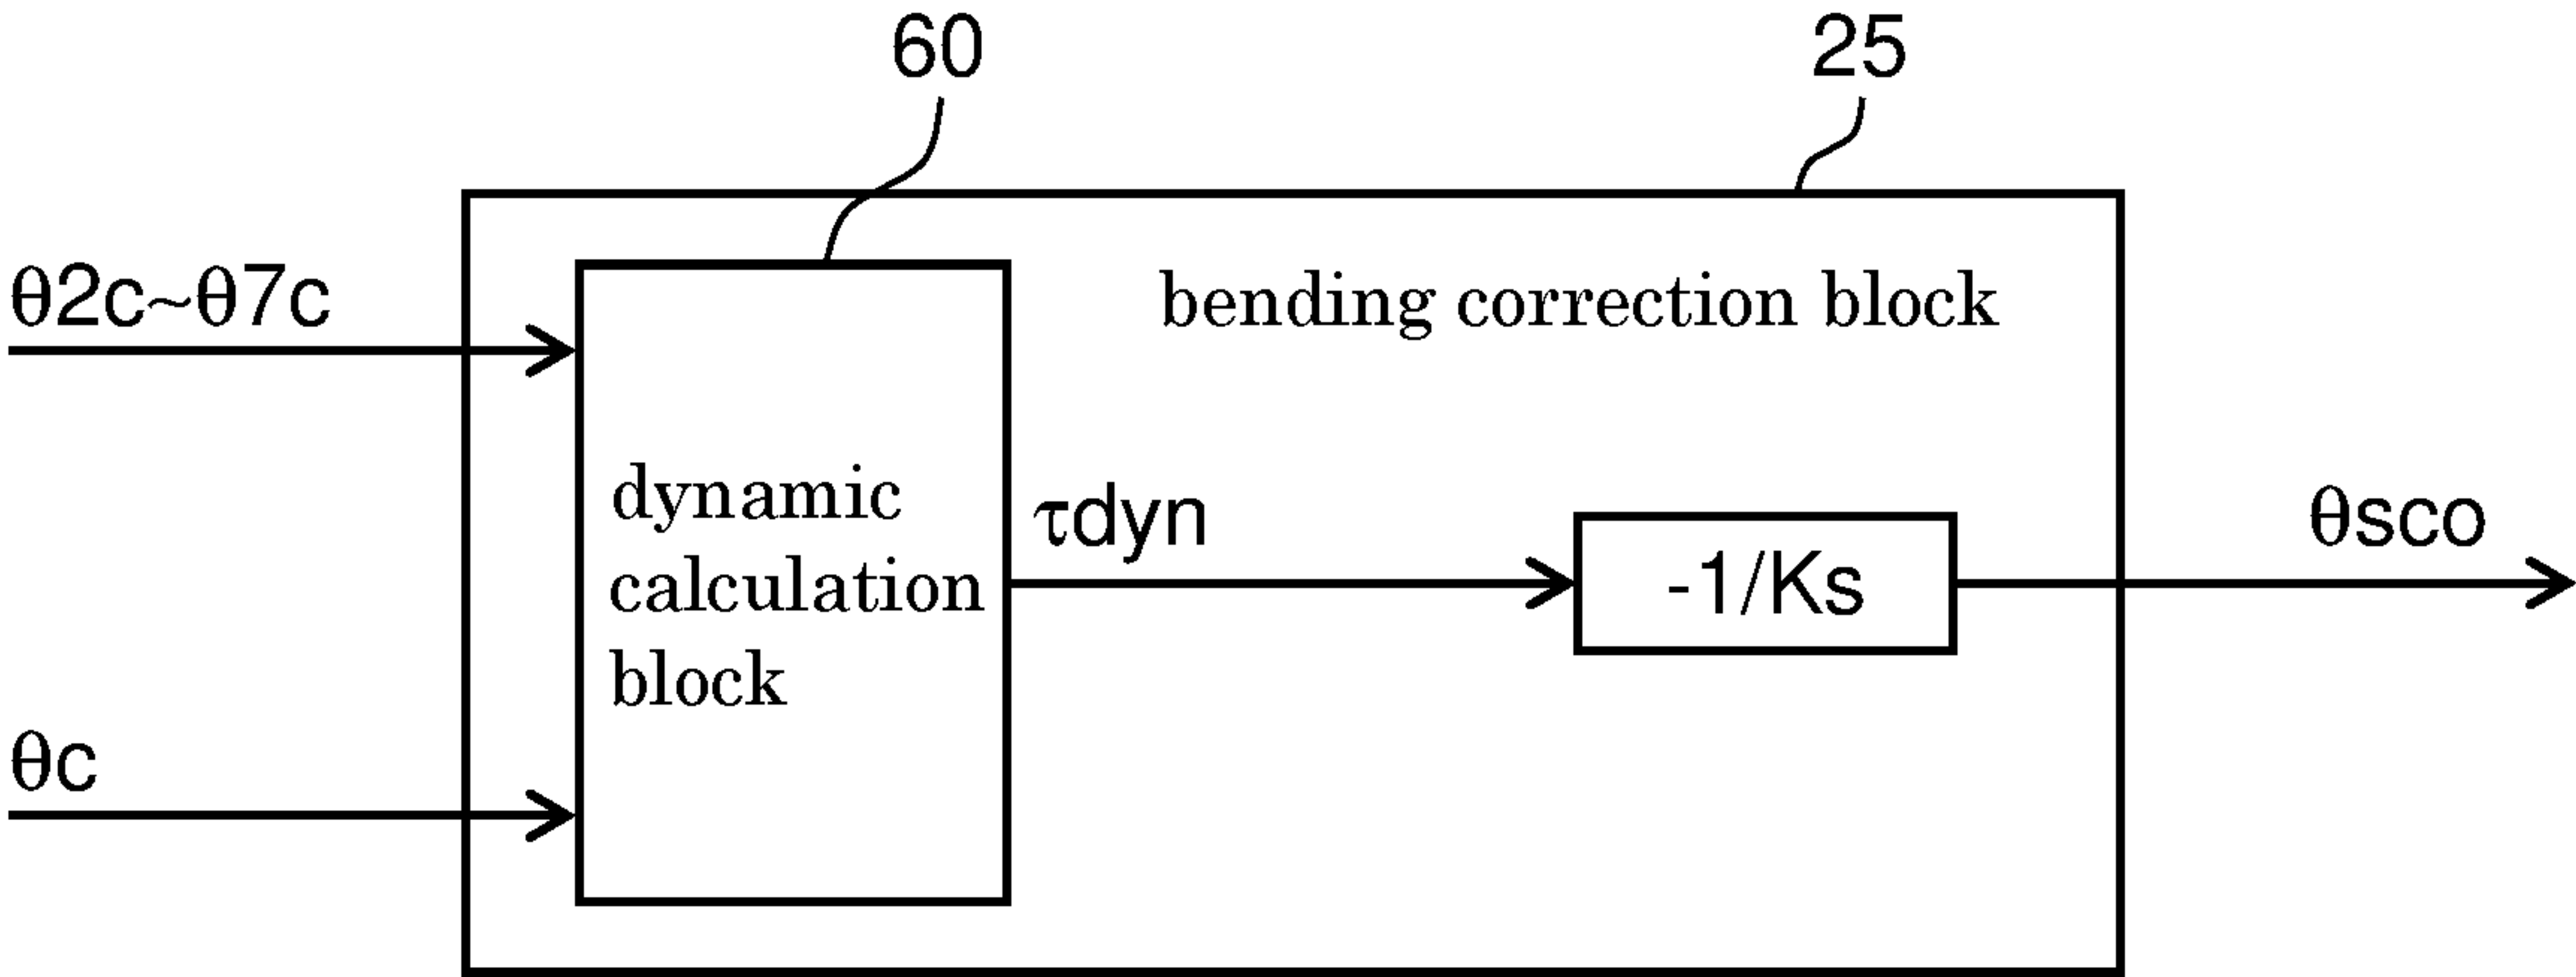 60
25
θ2c~θ7c
bending correction block
dynamic
calculation
block
τdyn
-1/Ks
θsco
θc